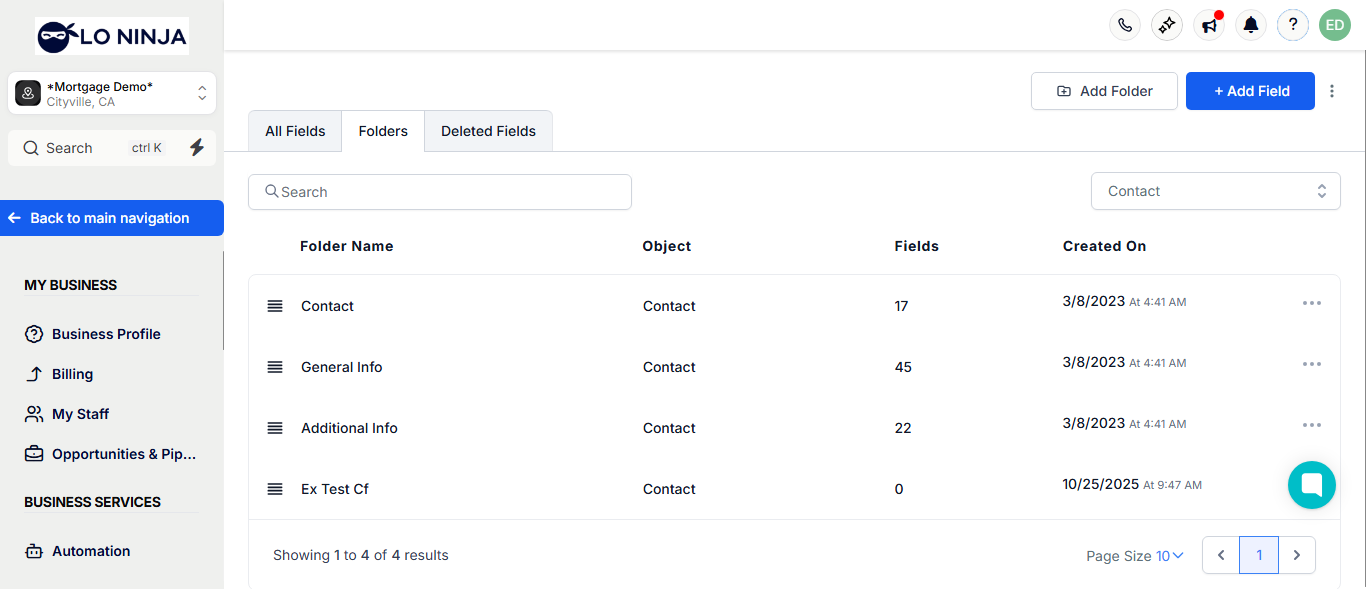 LO NINJA
ED
*Mortgage Demo*
Cityville, CA
Add Folder
+ Add Field
Search
ctrl K
All Fields
Folders
Deleted Fields
Search
Contact
Back to main navigation
Folder Name Object Fields Created On
MY BUSINESS
Business Profile
Billing
My Staff
Opportunities & Pip...
BUSINESS SERVICES
Automation
Contact Contact 17 3/8/2023 At 4:41 AM
General Info Contact 45 3/8/2023 At 4:41 AM
Additional Info Contact 22 3/8/2023 At 4:41 AM
Ex Test Cf Contact 0 10/25/2025 At 9:47 AM
Showing 1 to 4 of 4 results
Page Size 10
1